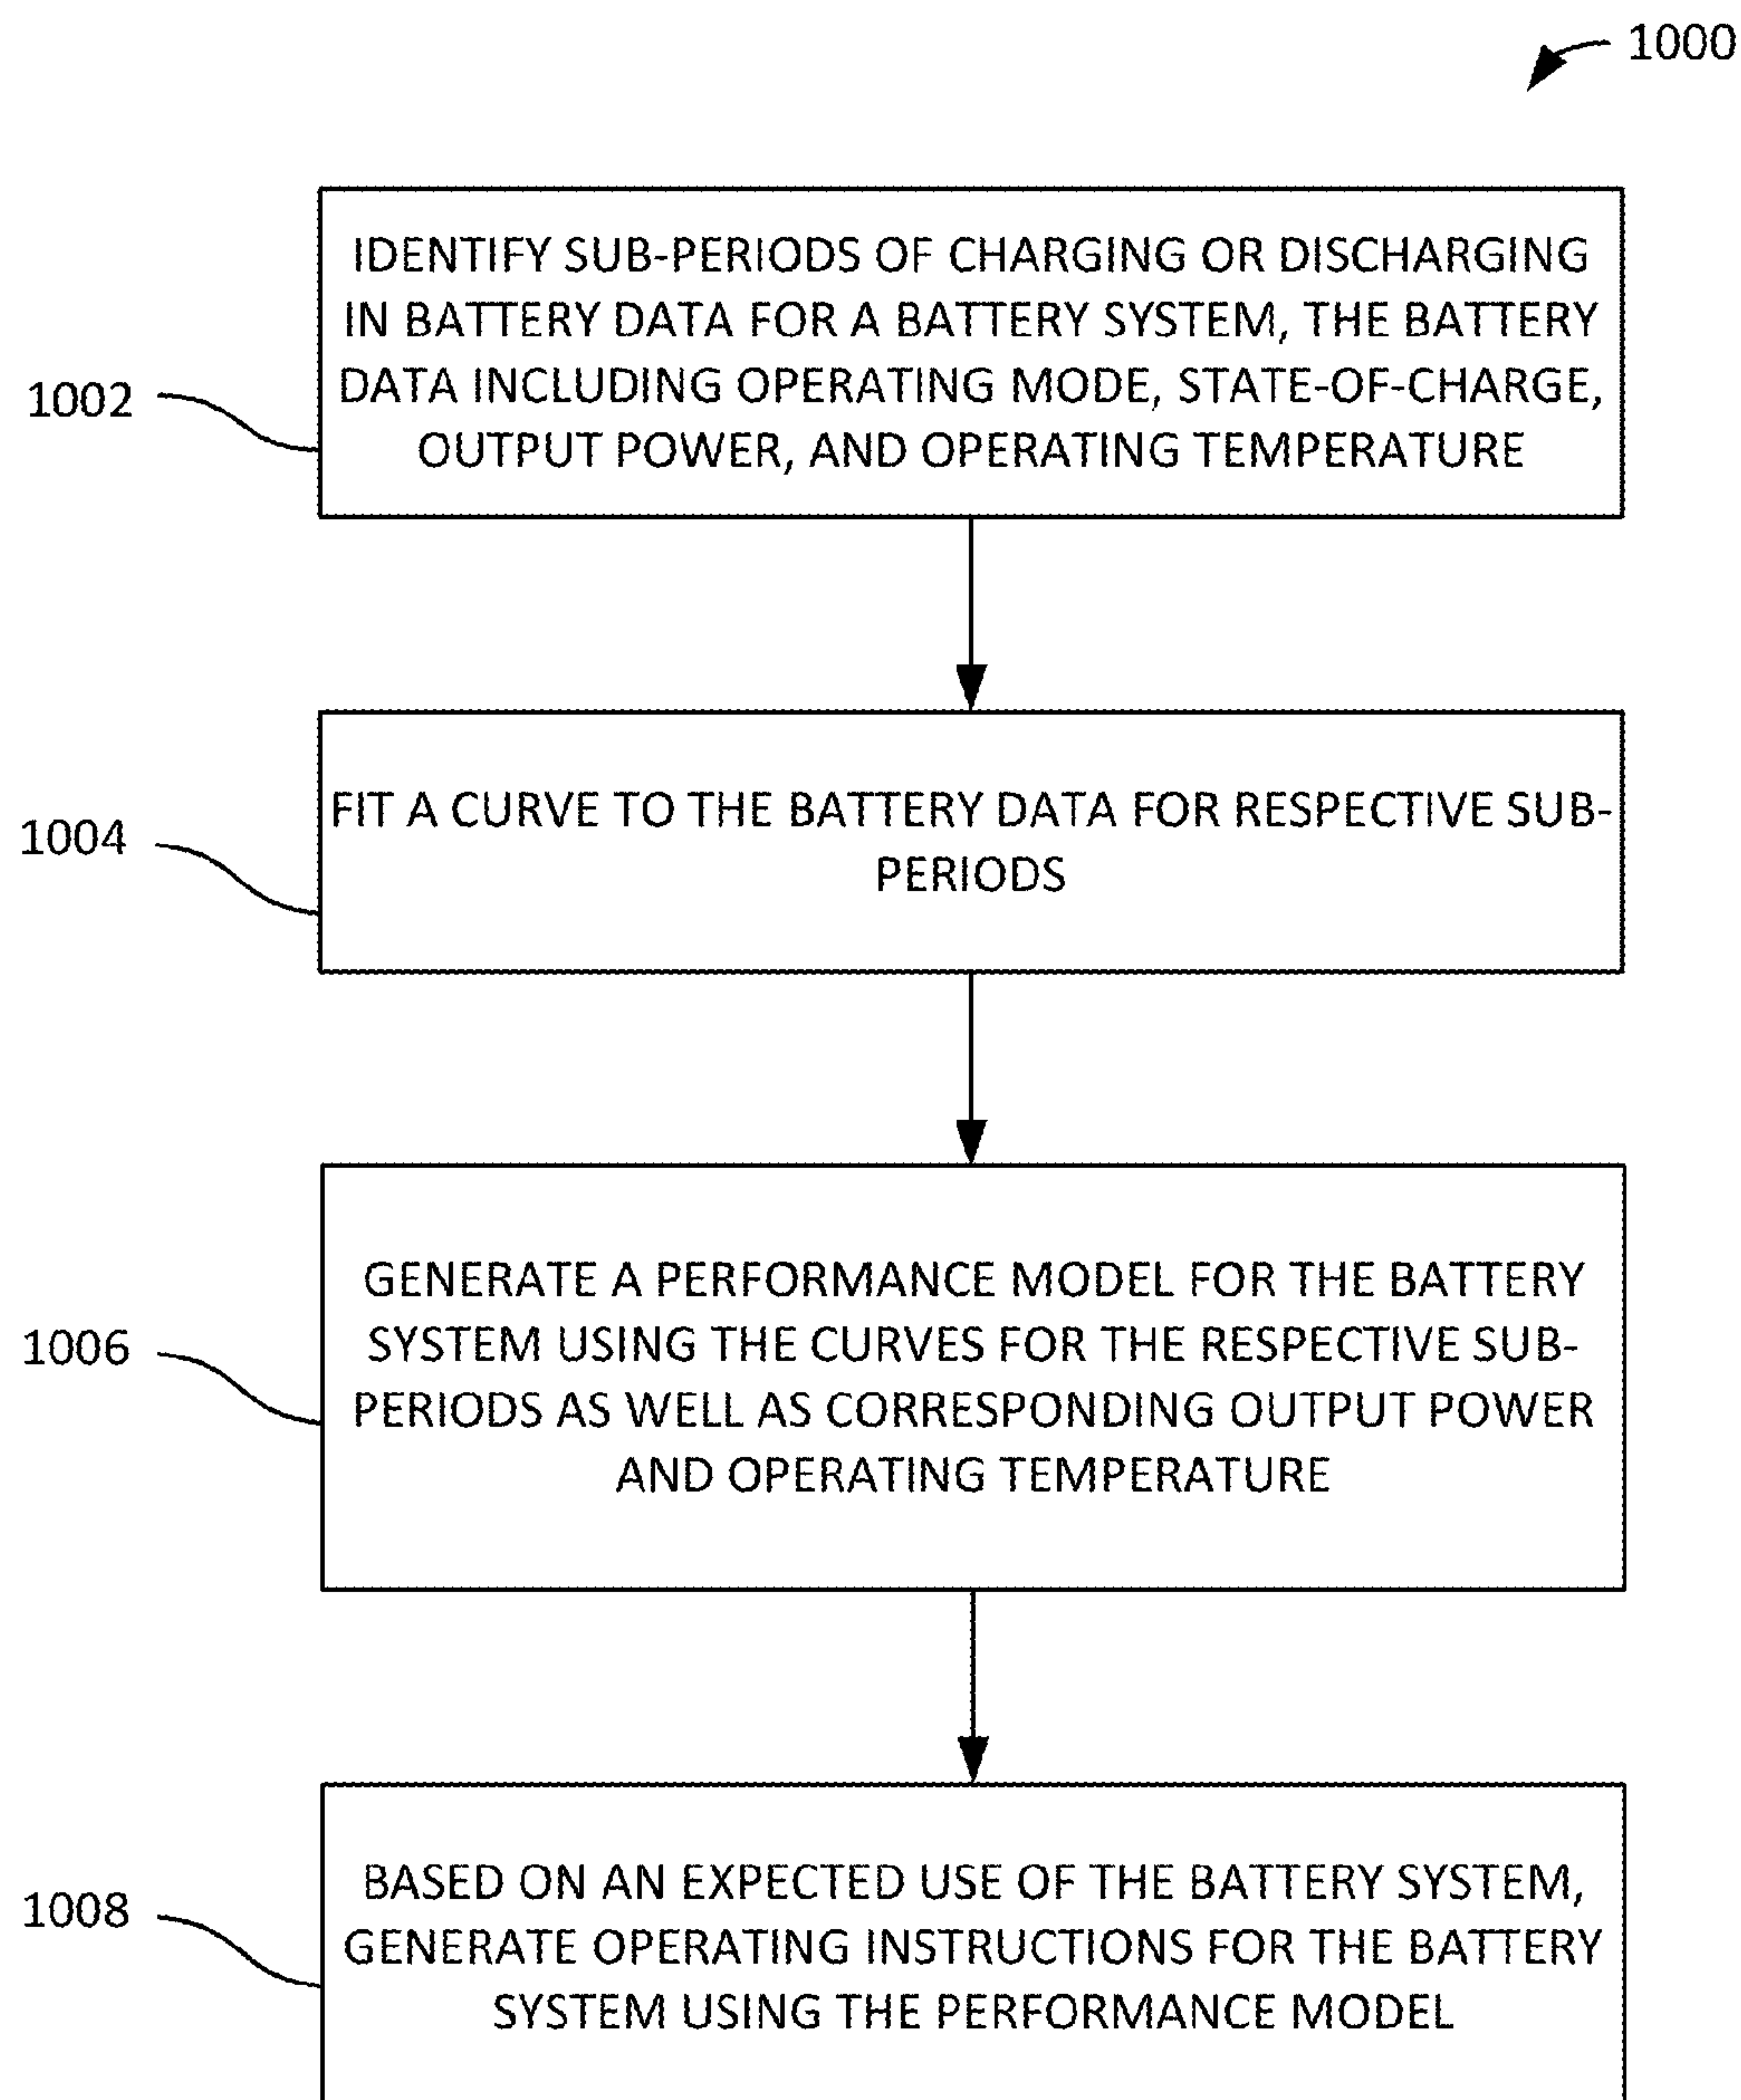 1000
IDENTIFY SUB-PERIODS OF CHARGING OR DISCHARGING
IN BATTERY DATA FOR A BATTERY SYSTEM, THE BATTERY
DATA INCLUDING OPERATING MODE, STATE-OF-CHARGE,
OUTPUT POWER, AND OPERATING TEMPERATURE
1002
FIT A CURVE TO THE BATTERY DATA FOR RESPECTIVE SUB-
PERIODS
1004
GENERATE A PERFORMANCE MODEL FOR THE BATTERY
SYSTEM USING THE CURVES FOR THE RESPECTIVE SUB-
PERIODS AS WELL AS CORRESPONDING OUTPUT POWER
AND OPERATING TEMPERATURE
1006
BASED ON AN EXPECTED USE OF THE BATTERY SYSTEM,
GENERATE OPERATING INSTRUCTIONS FOR THE BATTERY
SYSTEM USING THE PERFORMANCE MODEL
1008